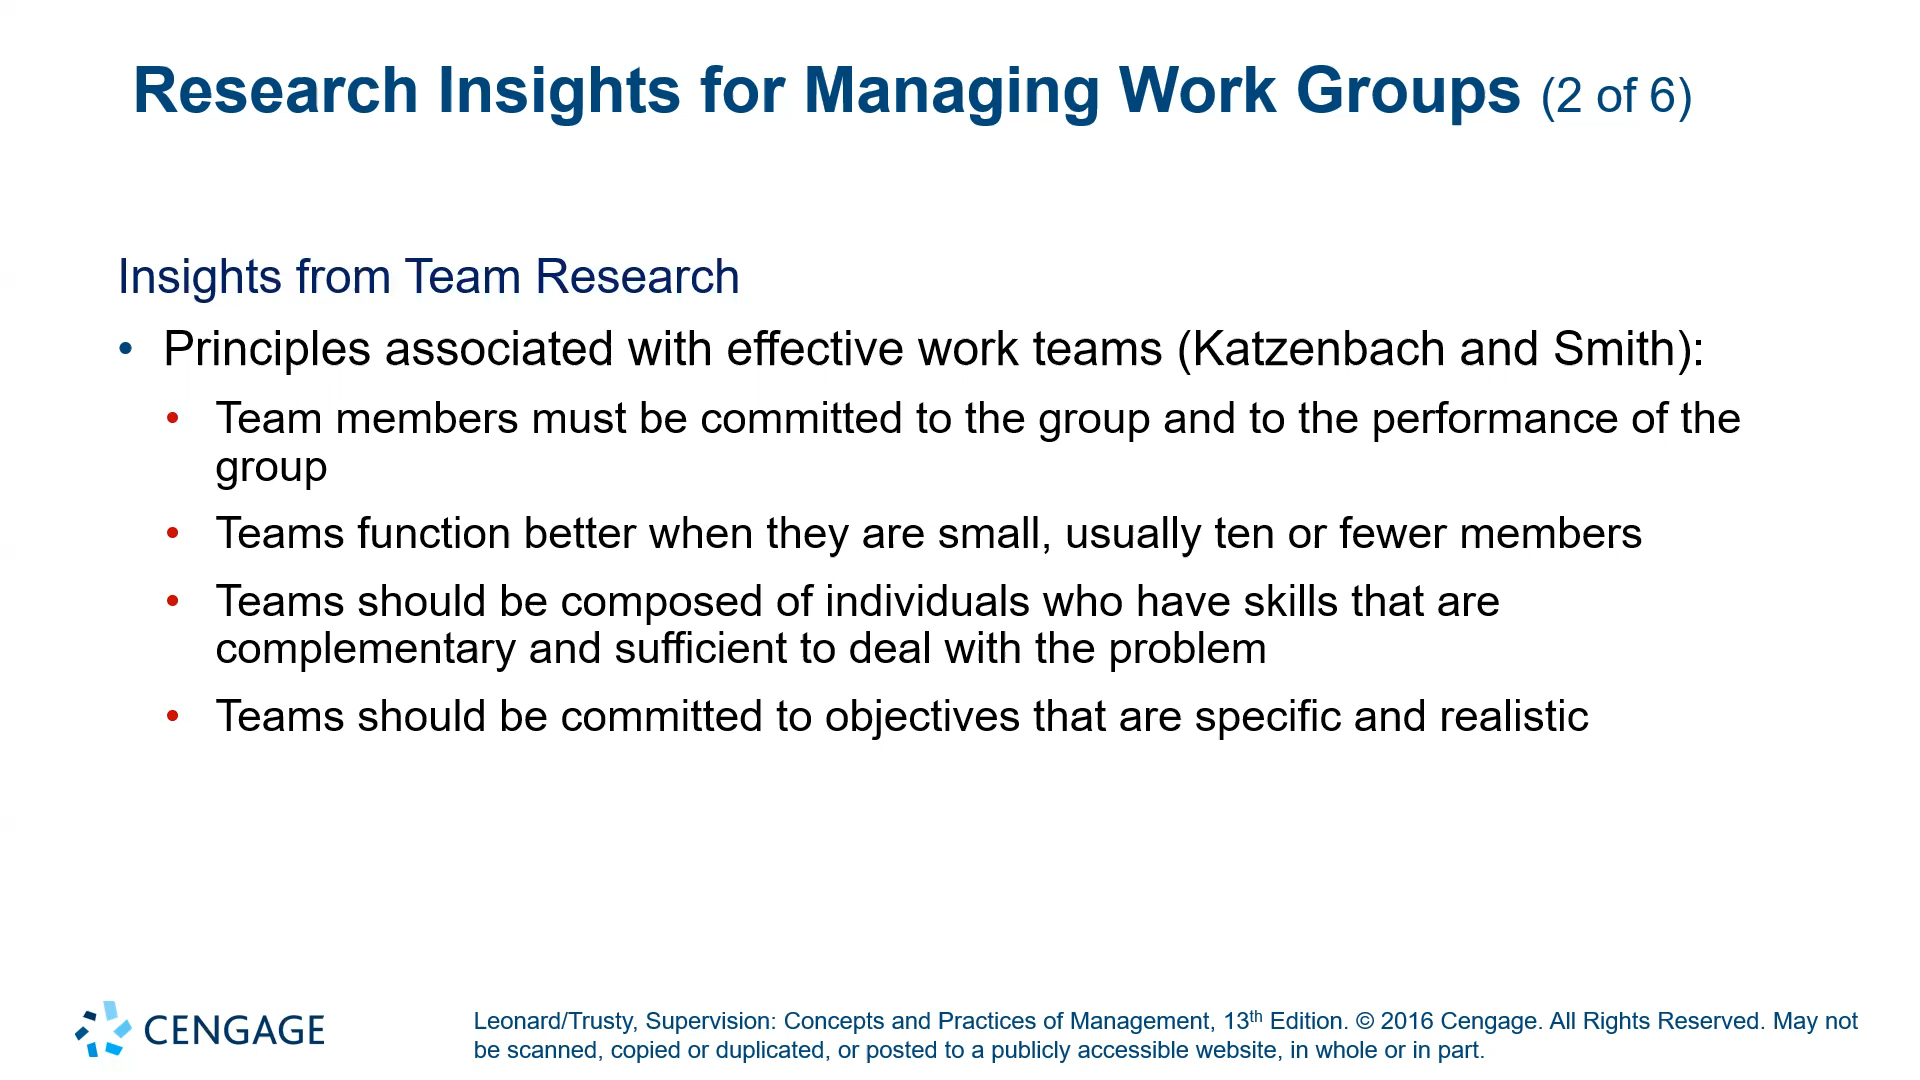 Research Insights for Managing Work Groups (2 of 6)
Insights from Team Research
• Principles associated with effective work teams (Katzenbach and Smith):
• Team members must be committed to the group and to the performance of the
group
• Teams function better when they are small, usually ten or fewer members
• Teams should be composed of individuals who have skills that are
complementary and sufficient to deal with the problem
• Teams should be committed to objectives that are specific and realistic
CENGAGE
Leonard/Trusty, Supervision: Concepts and Practices of Management, 13th Edition. © 2016 Cengage. All Rights Reserved. May not
be scanned, copied or duplicated, or posted to a publicly accessible website, in whole or in part.